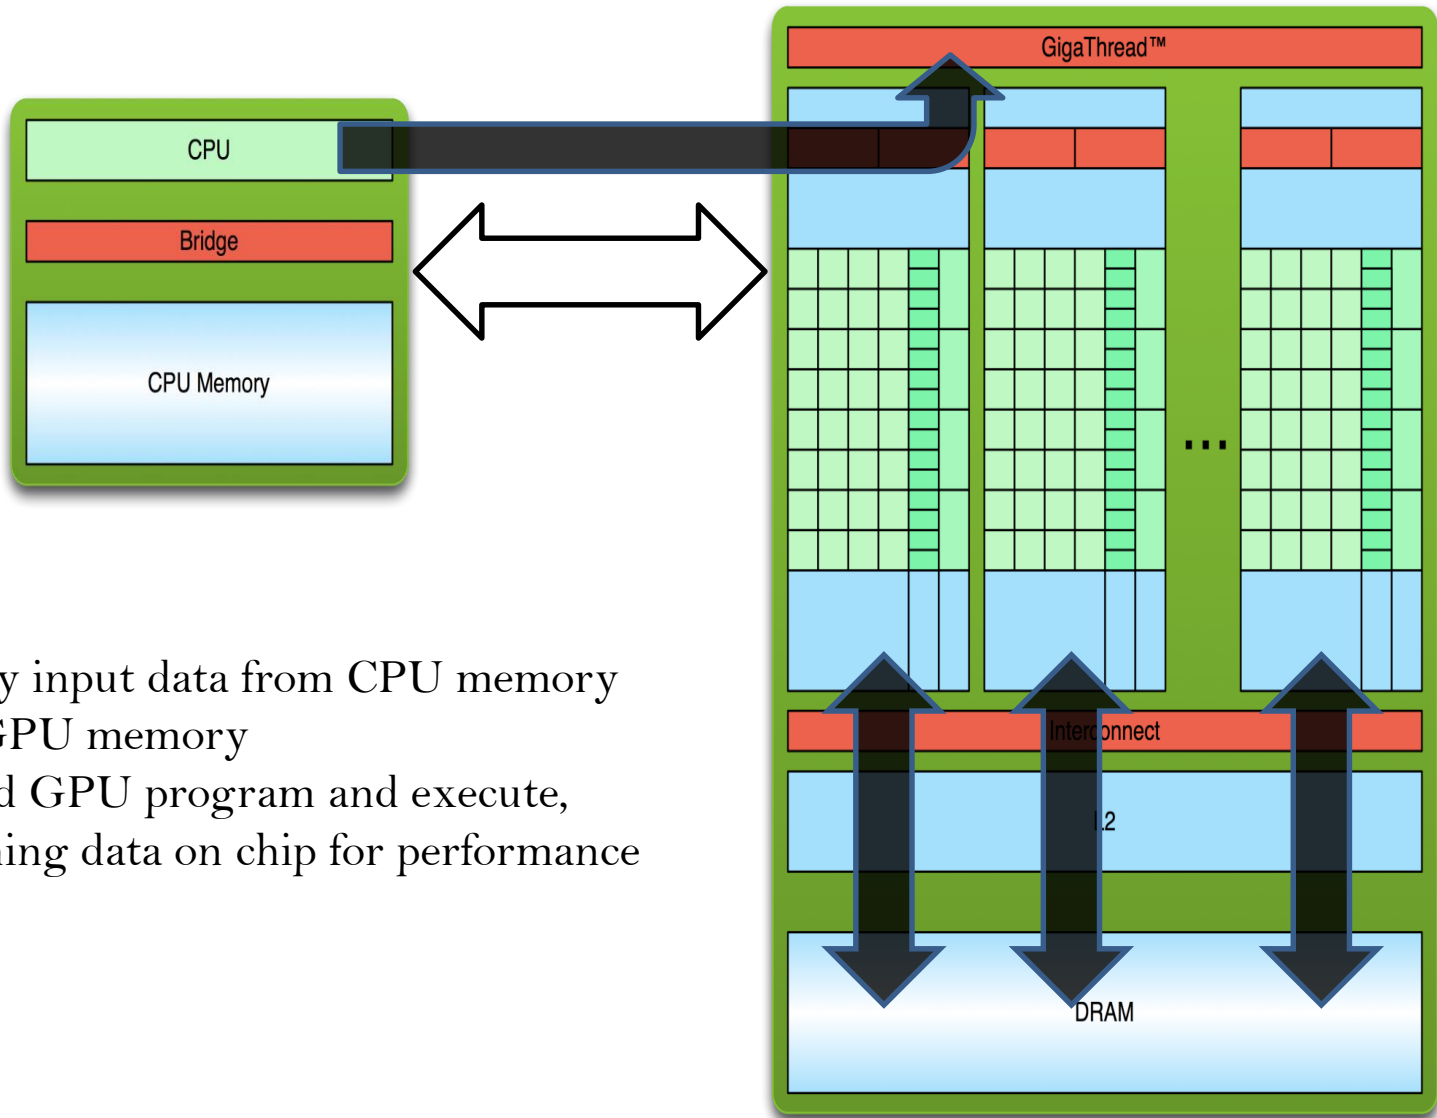 GigaThread™
CPU
Bridge
CPU Memory
...
y input data from CPU memory
GPU memory
d GPU program and execute,
ning data on chip for performance
Interconnect
L2
DRAM